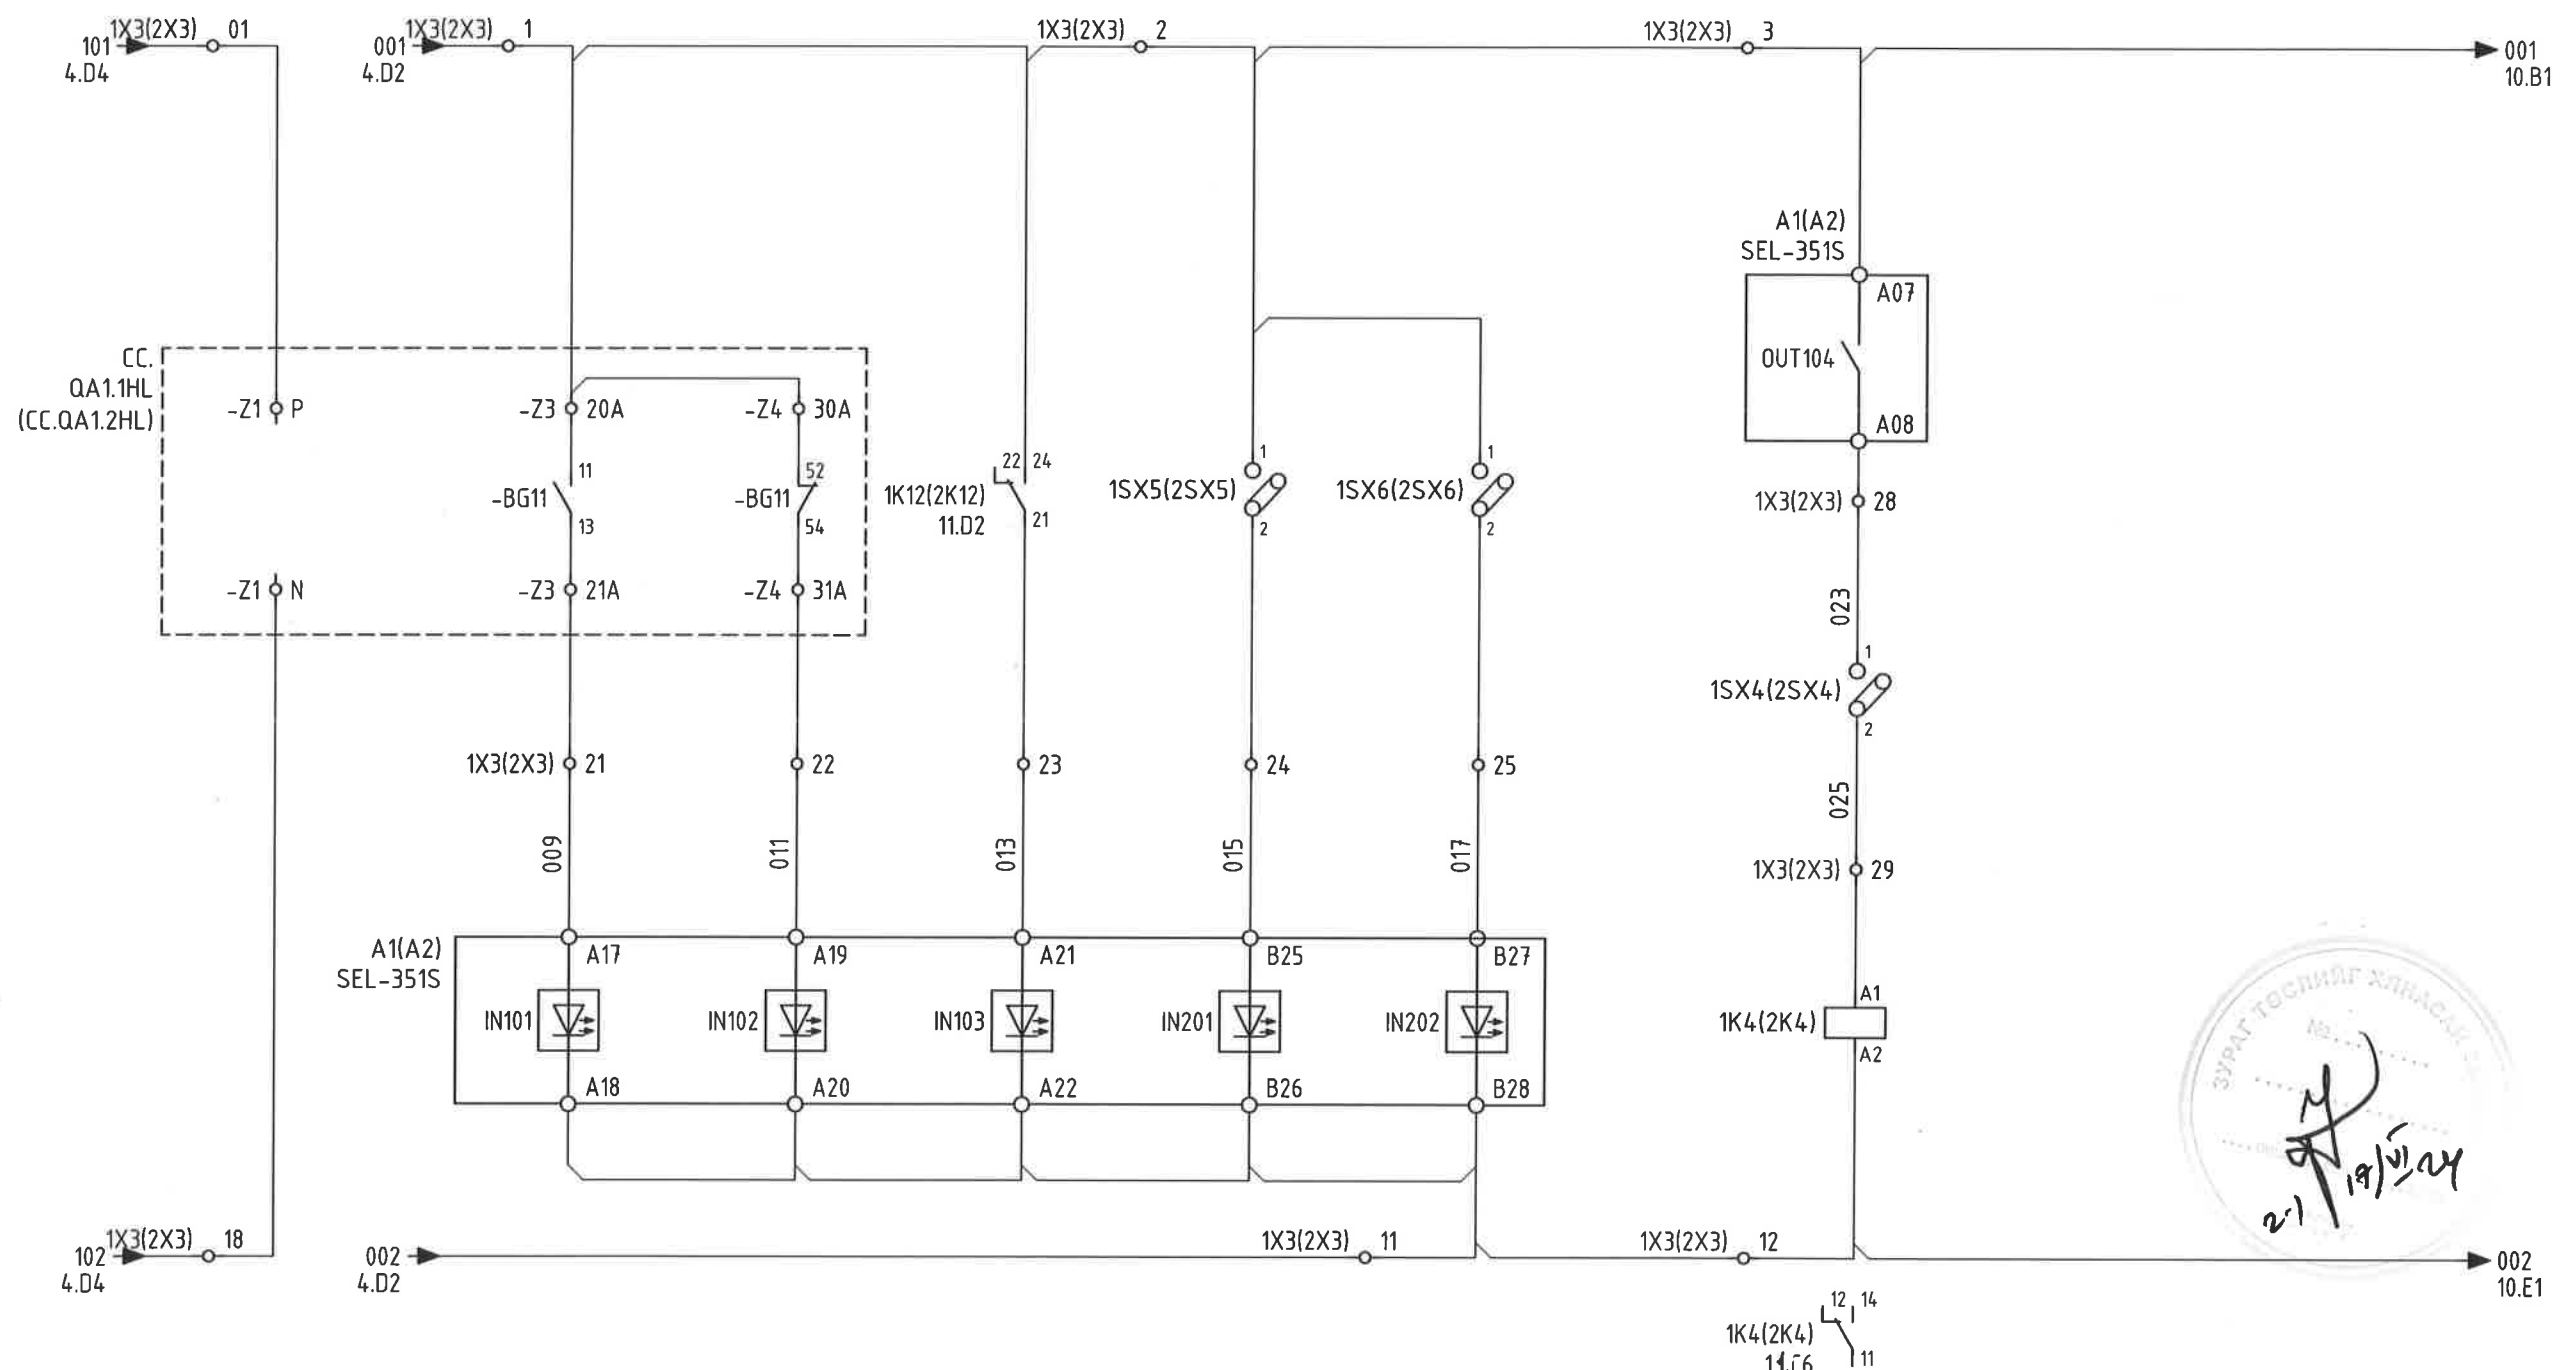 1X3(2X3) 01
101
4.D4
1X3(2X3) 1
001
4.D2
1X3(2X3) 2
1X3(2X3) 3
001
10.B1
A1(A2)
SEL-351S
A07
OUT104
A08
CC.
QA1.1HL
(CC.QA1.2HL)
-Z1 P
-Z3 20A
-Z4 30A
11
-BG11
13
52
-BG11
54
22 24
1K12(2K12)
11.D2
21
1
1SX5(2SX5)
2
1
1SX6(2SX6)
2
1X3(2X3) 28
-Z1 N
-Z3 21A
-Z4 31A
023
1
1SX4(2SX4)
2
1X3(2X3) 21
22
23
24
25
025
009
011
013
015
017
1X3(2X3) 29
A1(A2)
SEL-351S
A17
A19
A21
B25
B27
IN101
IN102
IN103
IN201
IN202
A18
A20
A22
B26
B28
A1
1K4(2K4)
A2
ЗУРАГ ТӨСЛИЙГ
№
17/VI 24
2-1
1X3(2X3) 18
102
4.D4
002
4.D2
1X3(2X3) 11
1X3(2X3) 12
002
10.E1
12 14
1K4(2K4)
11